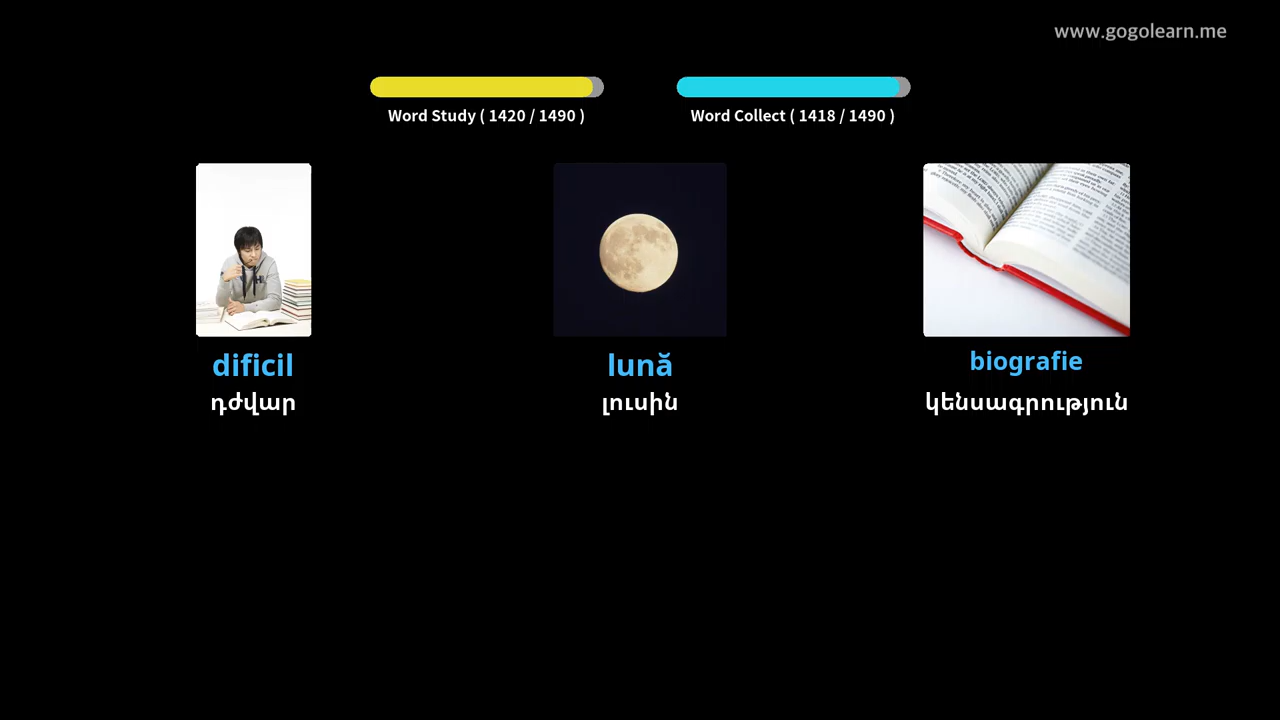 www.gogolearn.me
Word Study ( 1420 / 1490 )
Word Collect ( 1418 / 1490 )
dificil
lună
biografie
դժվար
լուսին
կենսագրություն